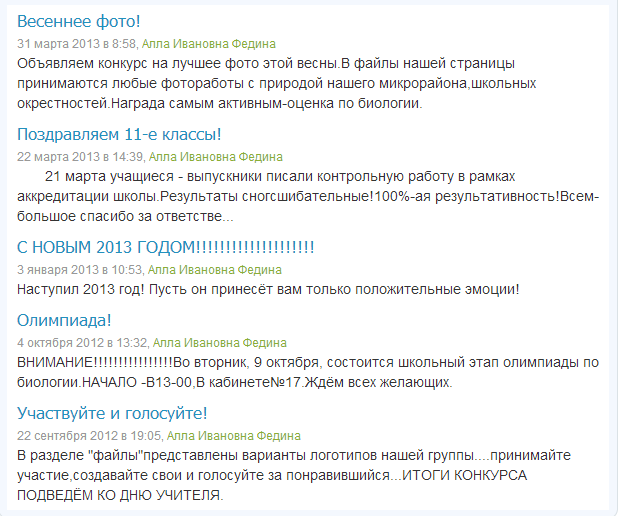 Весеннее фото!
31 марта 2013 в 8:58, Алла Ивановна Федина
Объявляем конкурс на лучшее фото этой весны.В файлы нашей страницы
принимаются любые фотоработы с природой нашего микрорайона,школьных
окрестностей.Награда самым активным-оценка по биологии.
Поздравляем 11-е классы!
22 марта 2013 в 14:39, Алла Ивановна Федина
21 марта учащиеся - выпускники писали контрольную работу в рамках
аккредитации школы.Результаты сногсшибательные!100%-ая результативность!Всем-
большое спасибо за ответстве...
С НОВЫМ 2013 ГОДОМ!!!!!!!!!!!!!!!!!!!!
3 января 2013 в 10:53, Алла Ивановна Федина
Наступил 2013 год! Пусть он принесёт вам только положительные эмоции!
Олимпиада!
4 октября 2012 в 13:32, Алла Ивановна Федина
ВНИМАНИЕ!!!!!!!!!!!!!!!!Во вторник, 9 октября, состоится школьный этап олимпиады по
биологии.НАЧАЛО -В13-00,В кабинете№17.Ждём всех желающих.
Участвуйте и голосуйте!
22 сентября 2012 в 19:05, Алла Ивановна Федина
В разделе "файлы"представлены варианты логотипов нашей группы....принимайте
участие,создавайте свои и голосуйте за понравившийся...ИТОГИ КОНКУРСА
ПОДВЕДЁМ КО ДНЮ УЧИТЕЛЯ.